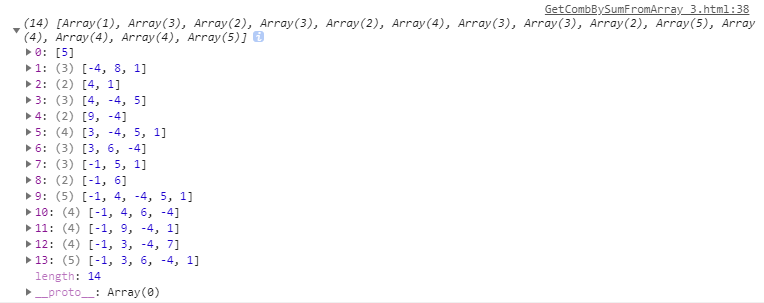 GetCombBySumFromArray 3.html:38
(14) [Array(1), Array(3), Array(2), Array(3), Array(2), Array(4), Array(3), Array(3), Array(2), Array(5), Array
(4), Array(4), Array(4), Array(5)] i
0: [5]
1: (3) [-4, 8, 1]
2: (2) [4, 1]
3: (3) [4, -4, 5]
4: (2) [9, -4]
5: (4) [3, -4, 5, 1]
6: (3) [3, 6, -4]
7: (3) [-1, 5, 1]
8: (2) [-1, 6]
9: (5) [-1, 4, -4, 5, 1]
10: (4) [-1, 4, 6, -4]
11: (4) [-1, 9, -4, 1]
12: (4) [-1, 3, -4, 7]
13: (5) [-1, 3, 6, -4, 1]
length: 14
__proto__: Array(0)